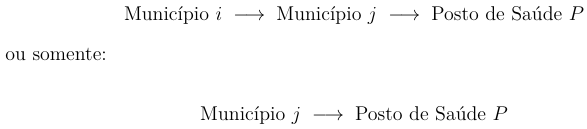 Município i ⟶ Município j ⟶ Posto de Saúde P
ou somente:
Município j ⟶ Posto de Saúde P